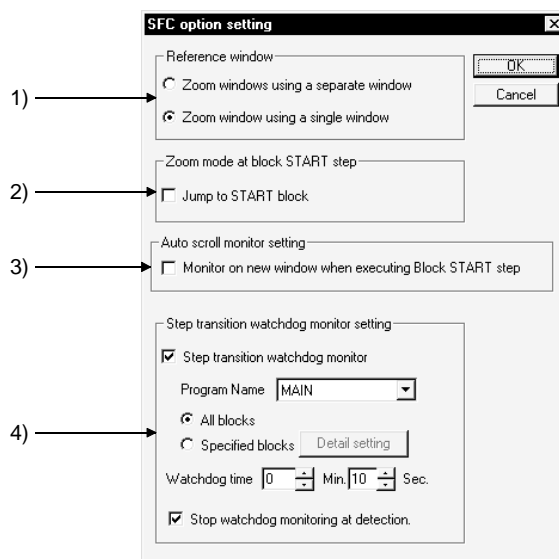 SFC option setting
Reference window
OK
1) Zoom windows using a separate window
Cancel
Zoom window using a single window
Zoom mode at block START step
2) Jump to START block
Auto scroll monitor setting
3) Monitor on new window when executing Block START step
Step transition watchdog monitor setting
Step transition watchdog monitor
Program Name MAIN
All blocks
4) Specified blocks Detail setting
Watchdog time 0 Min. 10 Sec.
Stop watchdog monitoring at detection.